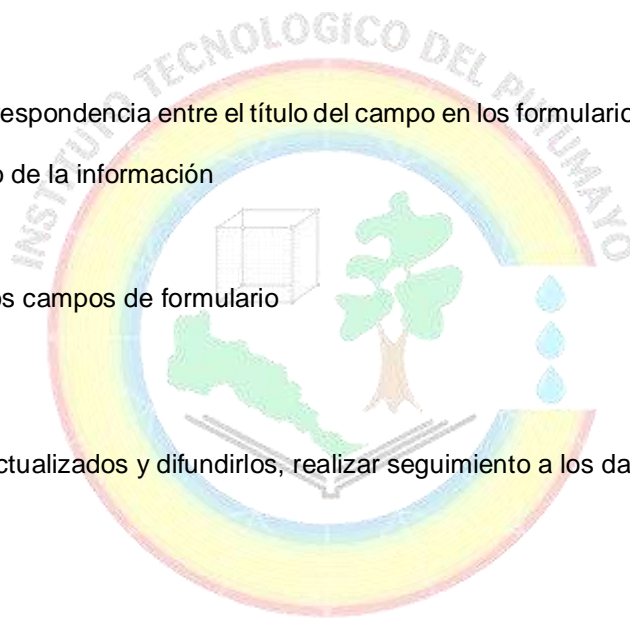 INSTITUTO TECNOLOGICO DEL PUTUMAYO
respondencia entre el título del campo en los formulario
o de la información
os campos de formulario
ctualizados y difundirlos, realizar seguimiento a los da